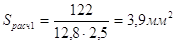 Sрасч1 = 122 / (12,8 · 2,5) = 3,9 мм²